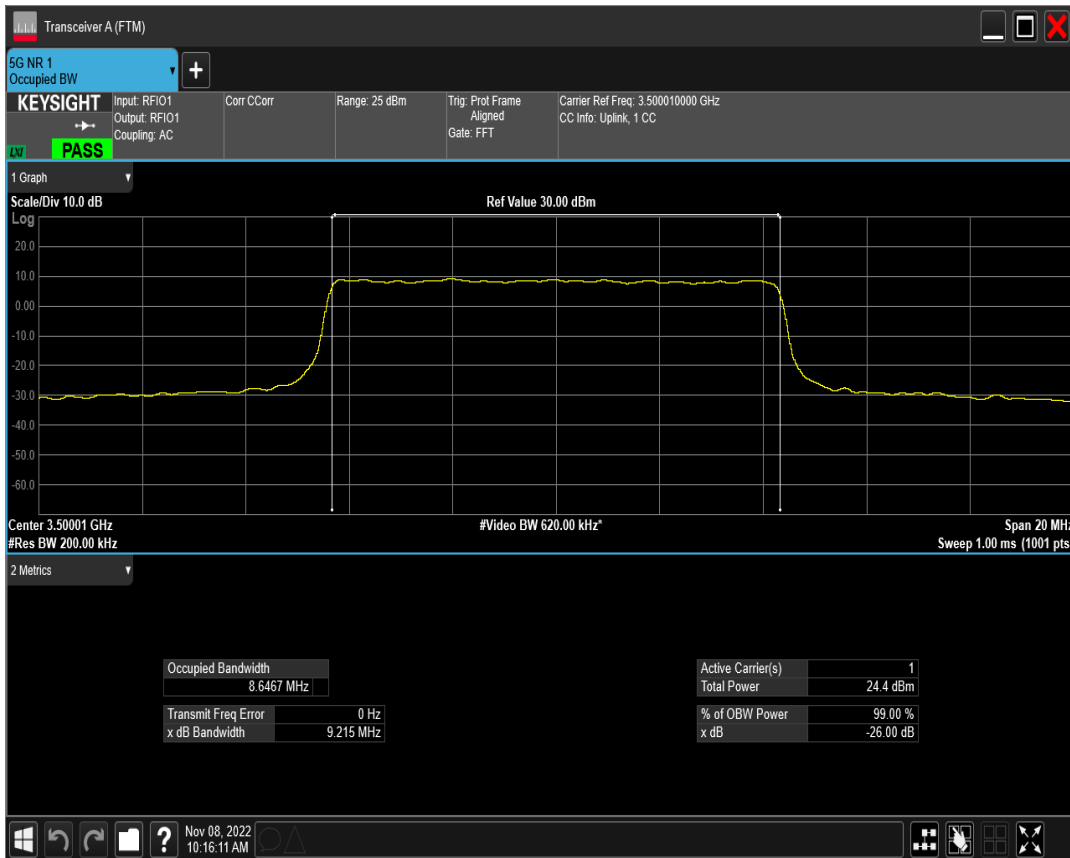 Transceiver A (FTM)
5G NR 1
Occupied BW
+
KEYSIGHT
LXI
PASS
Input: RFIO1
Output: RFIO1
Coupling: AC
Corr CCorr
Range: 25 dBm
Trig: Prot Frame
Aligned
Gate: FFT
Carrier Ref Freq: 3.500010000 GHz
CC Info: Uplink, 1 CC
1 Graph
Scale/Div 10.0 dB
Ref Value 30.00 dBm
Log
20.0
10.0
0.00
-10.0
-20.0
-30.0
-40.0
-50.0
-60.0
Center 3.50001 GHz
#Video BW 620.00 kHz*
Span 20 MHz
#Res BW 200.00 kHz
Sweep 1.00 ms (1001 pts
2 Metrics
Occupied Bandwidth
8.6467 MHz
Transmit Freq Error 0 Hz
x dB Bandwidth 9.215 MHz
Active Carrier(s) 1
Total Power 24.4 dBm
% of OBW Power 99.00 %
x dB -26.00 dB
?
Nov 08, 2022
10:16:11 AM